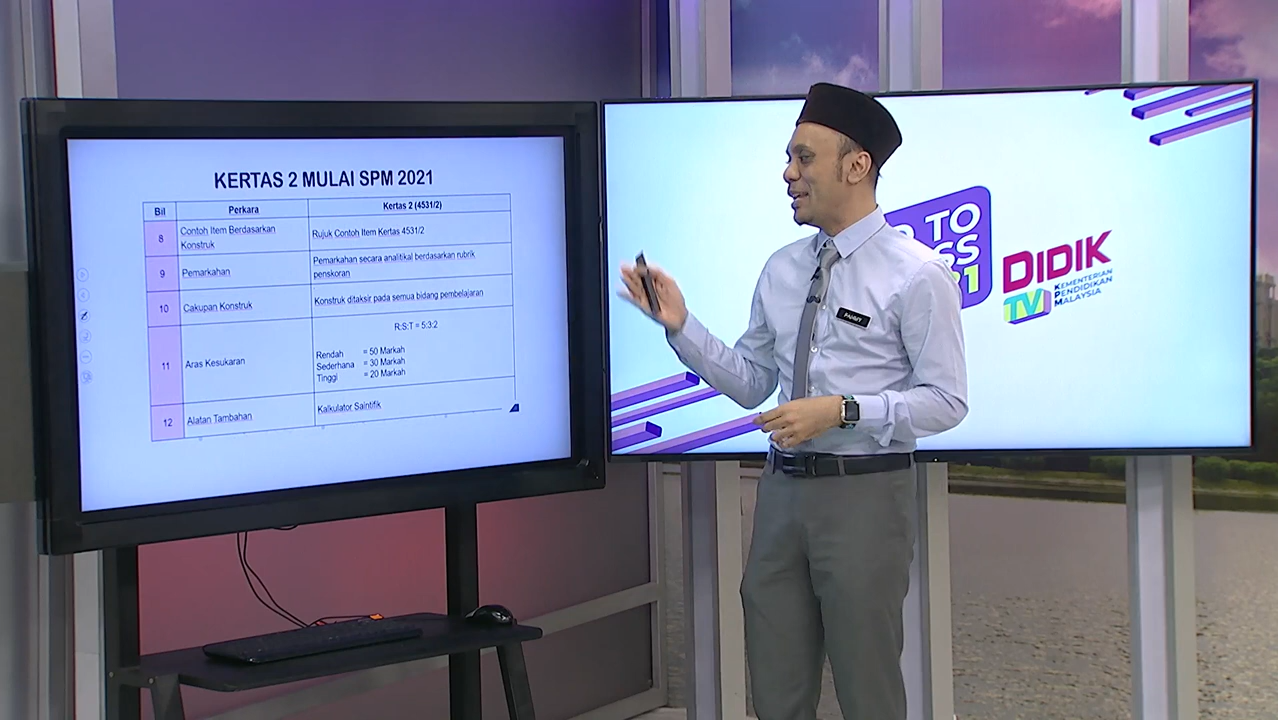 KERTAS 2 MULAI SPM 2021
Bil Perkara Kertas 2 (4531/2)
8 Contoh Item Berdasarkan Konstruk Rujuk Contoh Item Kertas 4531/2
9 Pemarkahan Pemarkahan secara analitikal berdasarkan rubrik penskoran
10 Cakupan Konstruk Konstruk ditaksir pada semua bidang pembelajaran
11 Aras Kesukaran R:S:T = 5:3:2
Rendah = 50 Markah
Sederhana = 30 Markah
Tinggi = 20 Markah
12 Alatan Tambahan Kalkulator Saintifik
TO
DIDIK
TV KEMENTERIAN
PENDIDIKAN
MALAYSIA